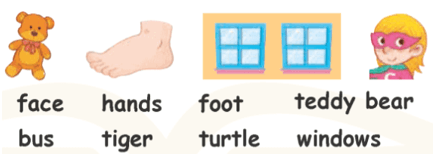 face hands foot teddy bear
bus tiger turtle windows